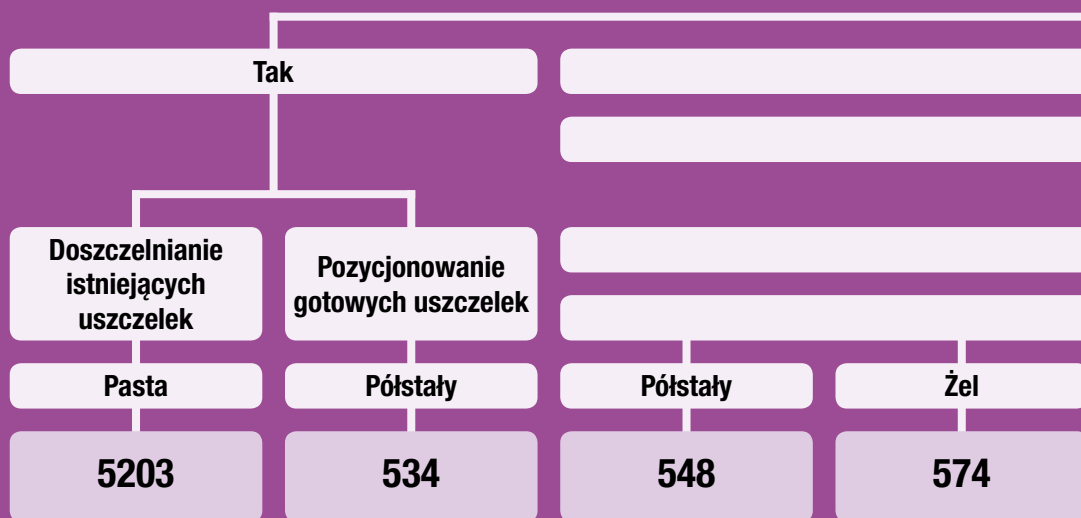 Tak
Doszczelnianie
istniejących
uszczelek
Pozycjonowanie
gotowych uszczelek
Pasta
Półstały
Półstały
Żel
5203
534
548
574